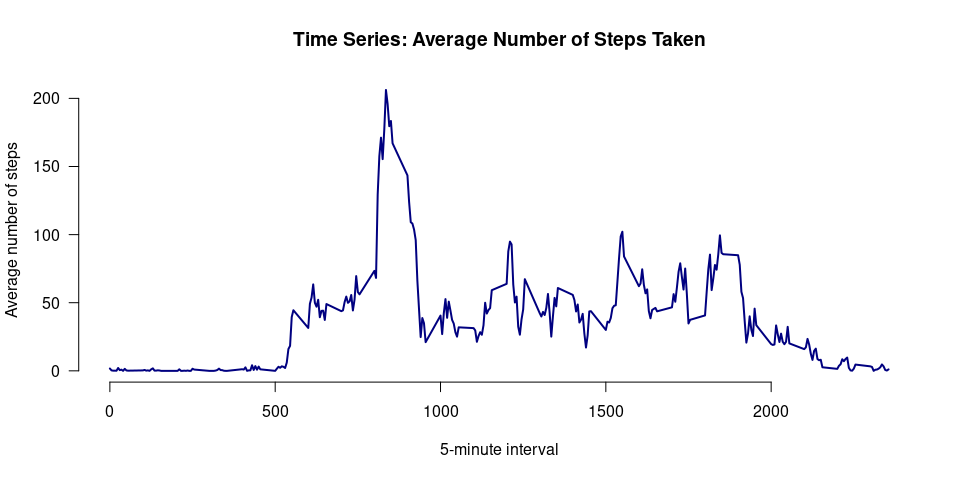 Time Series: Average Number of Steps Taken
Average number of steps
200
150
100
50
0
0 500 1000 1500 2000
5-minute interval